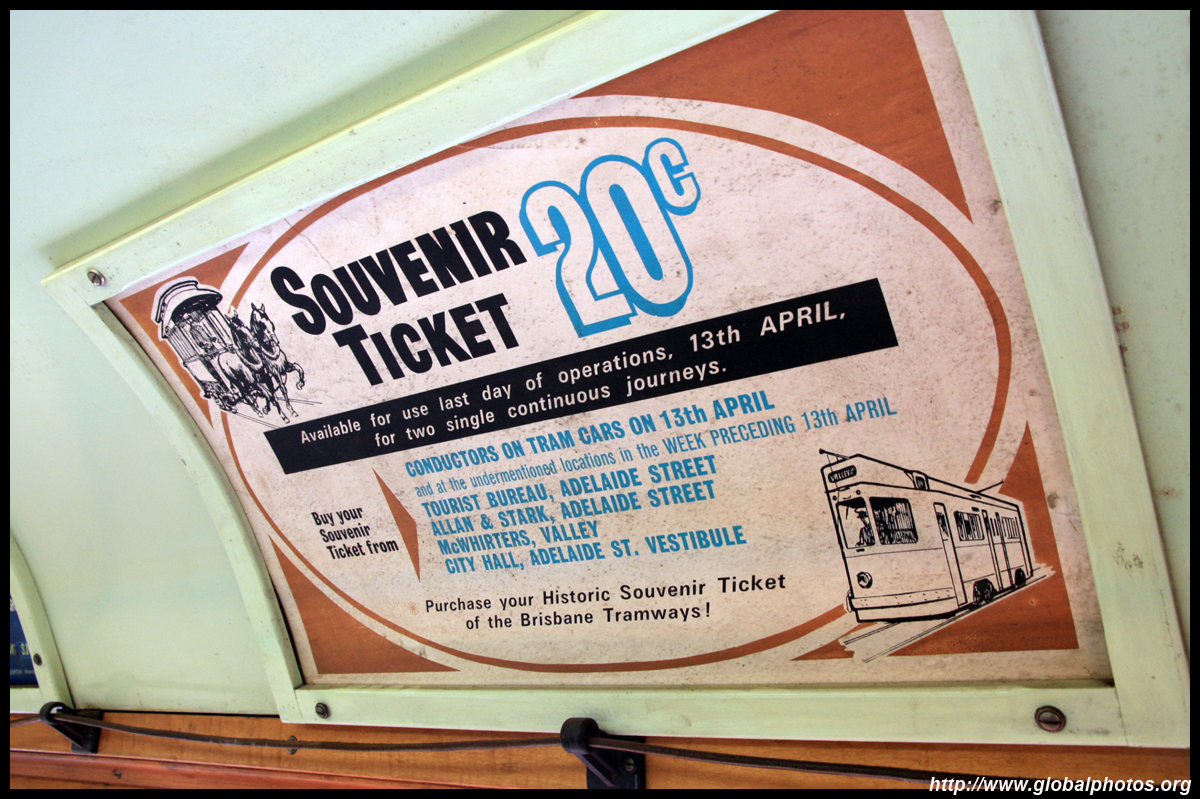 SOUVENIR
TICKET
20c
Available for use last day of operations, 13th APRIL,
for two single continuous journeys.
CONDUCTORS ON TRAM CARS ON 13th APRIL
and at the undermentioned locations in the WEEK PRECEDING 13th APRIL
TOURIST BUREAU, ADELAIDE STREET
ALLAN & STARK, ADELAIDE STREET
McWHIRTERS, VALLEY
CITY HALL, ADELAIDE ST. VESTIBULE
Buy your
Souvenir
Ticket from
Purchase your Historic Souvenir Ticket
of the Brisbane Tramways!
VALLEY
http://www.globalphotos.org